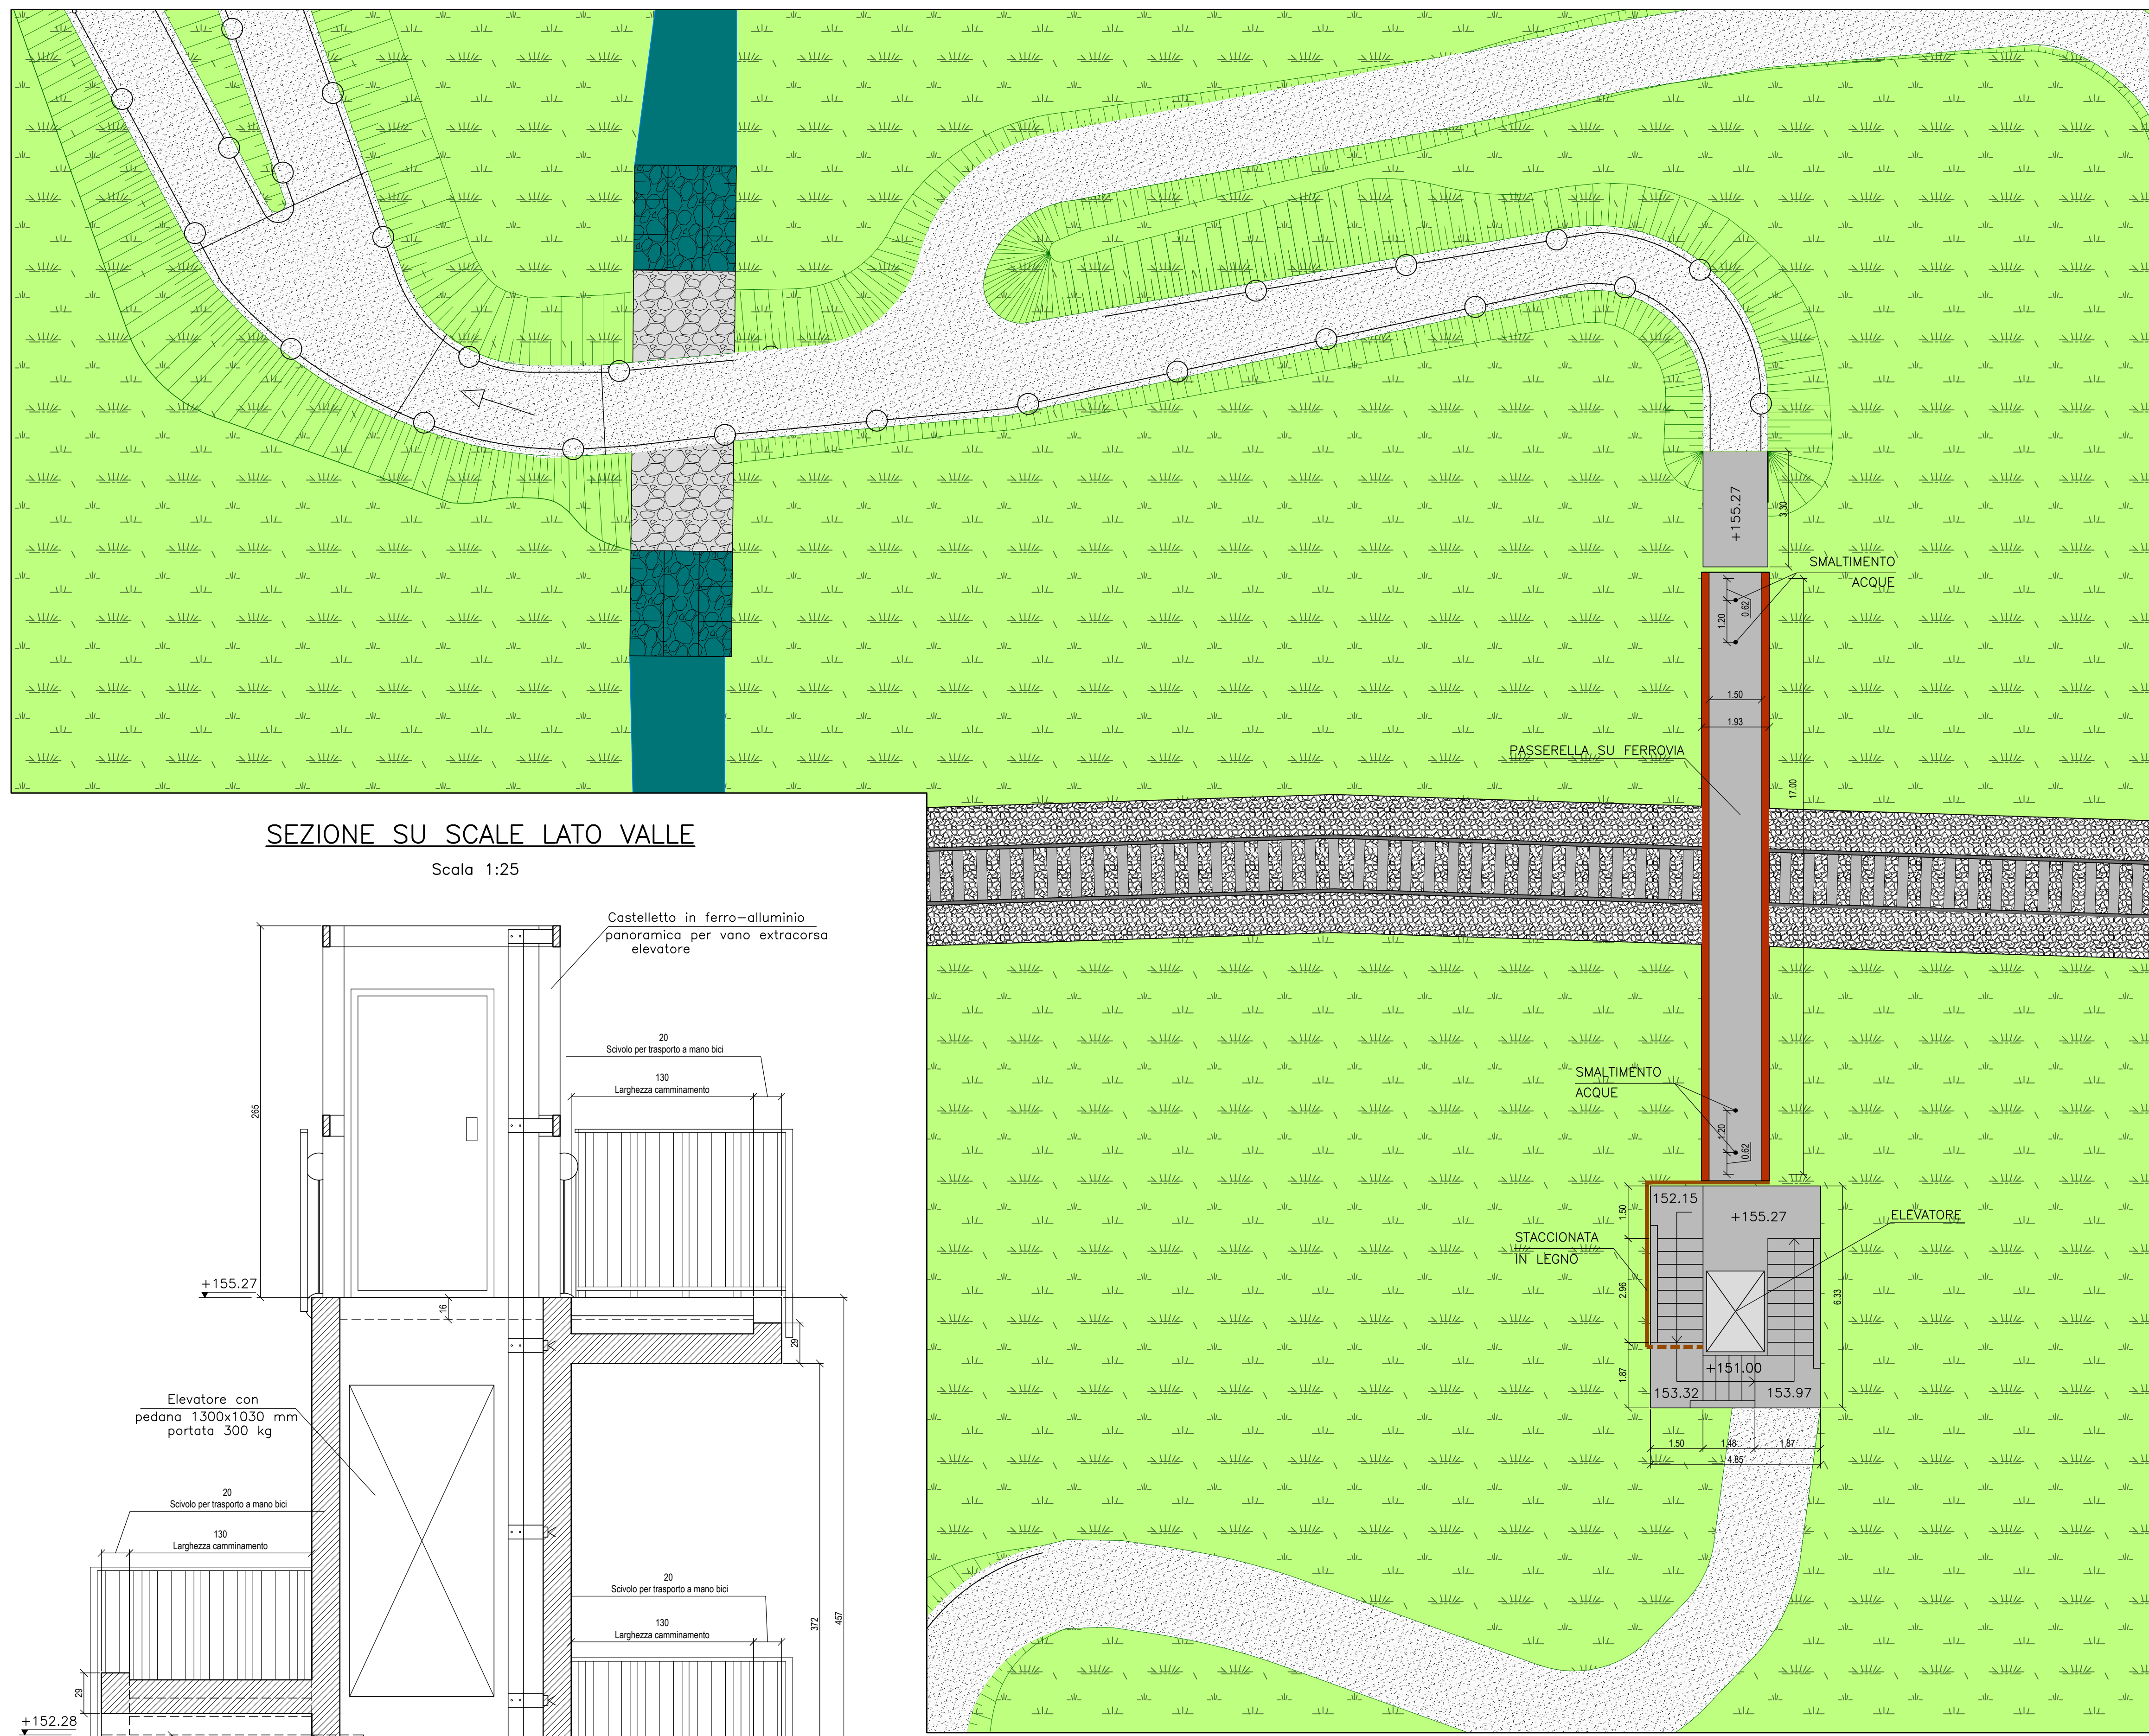 +155.27
3.30
SMALTIMENTO
ACQUE
0.62
1.20
1.50
1.93
PASSERELLA SU FERROVIA
17.00
SMALTIMENTO
ACQUE
1.20
0.62
152.15
+155.27
ELEVATORE
1.50
STACCIONATA
IN LEGNO
2.96
6.33
1.87
+151.00
153.32
153.97
1.50
1.48
1.87
4.85
SEZIONE SU SCALE LATO VALLE
Scala 1:25
Castelletto in ferro-alluminio
panoramica per vano extracorsa
elevatore
20
Scivolo per trasporto a mano bici
130
Larghezza camminamento
265
+155.27
16
29
Elevatore con
pedana 1300x1030 mm
portata 300 kg
20
Scivolo per trasporto a mano bici
130
Larghezza camminamento
20
Scivolo per trasporto a mano bici
130
Larghezza camminamento
372
457
29
+152.28